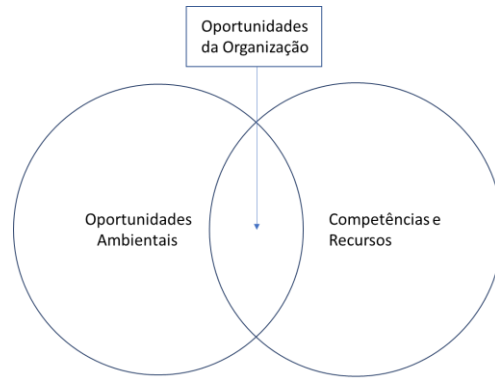 Oportunidades
da Organização
Oportunidades
Ambientais
Competências e
Recursos